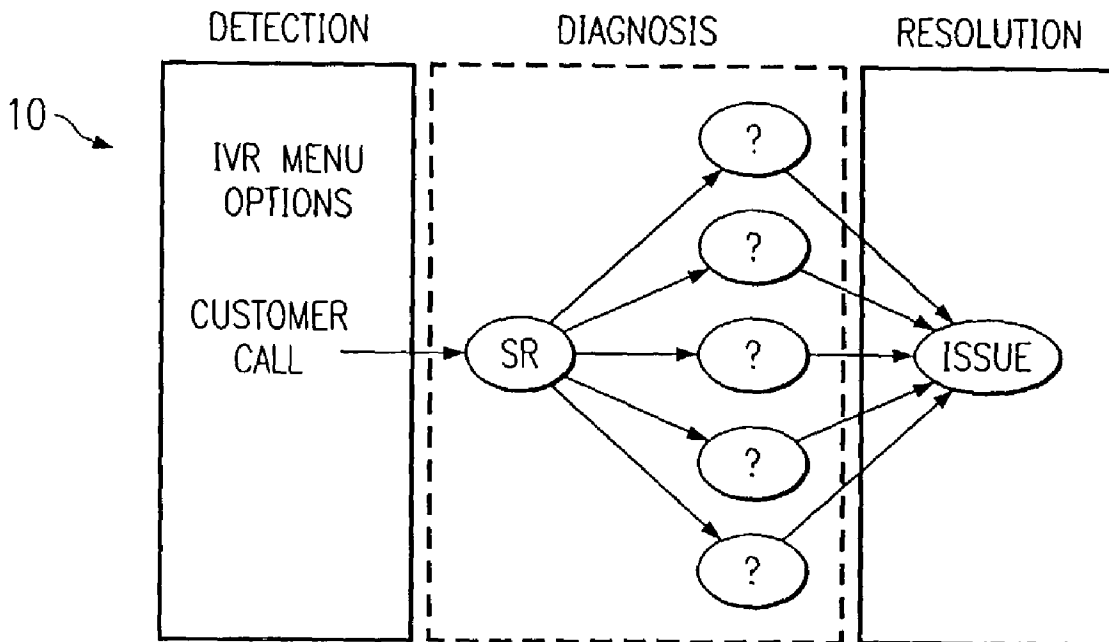 DETECTION
DIAGNOSIS
RESOLUTION
10
IVR MENU
OPTIONS
CUSTOMER
CALL
SR
?
?
?
?
?
ISSUE